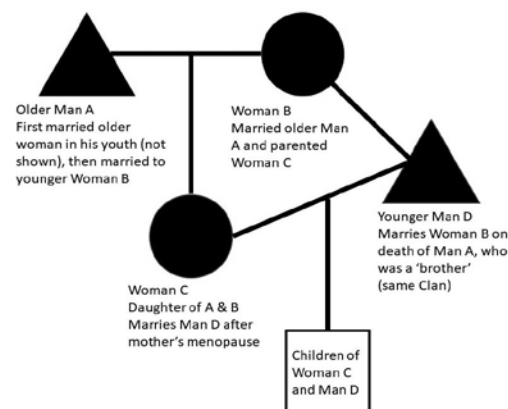 Older Man A
First married older
woman in his youth (not
shown), then married to
younger Woman B
Woman B
Married older Man
A and parented
Woman C
Younger Man D
Marries Woman B on
death of Man A, who
was a ‘brother’
(same Clan)
Woman C
Daughter of A & B
Marries Man D after
mother’s menopause
Children of
Woman C
and Man D